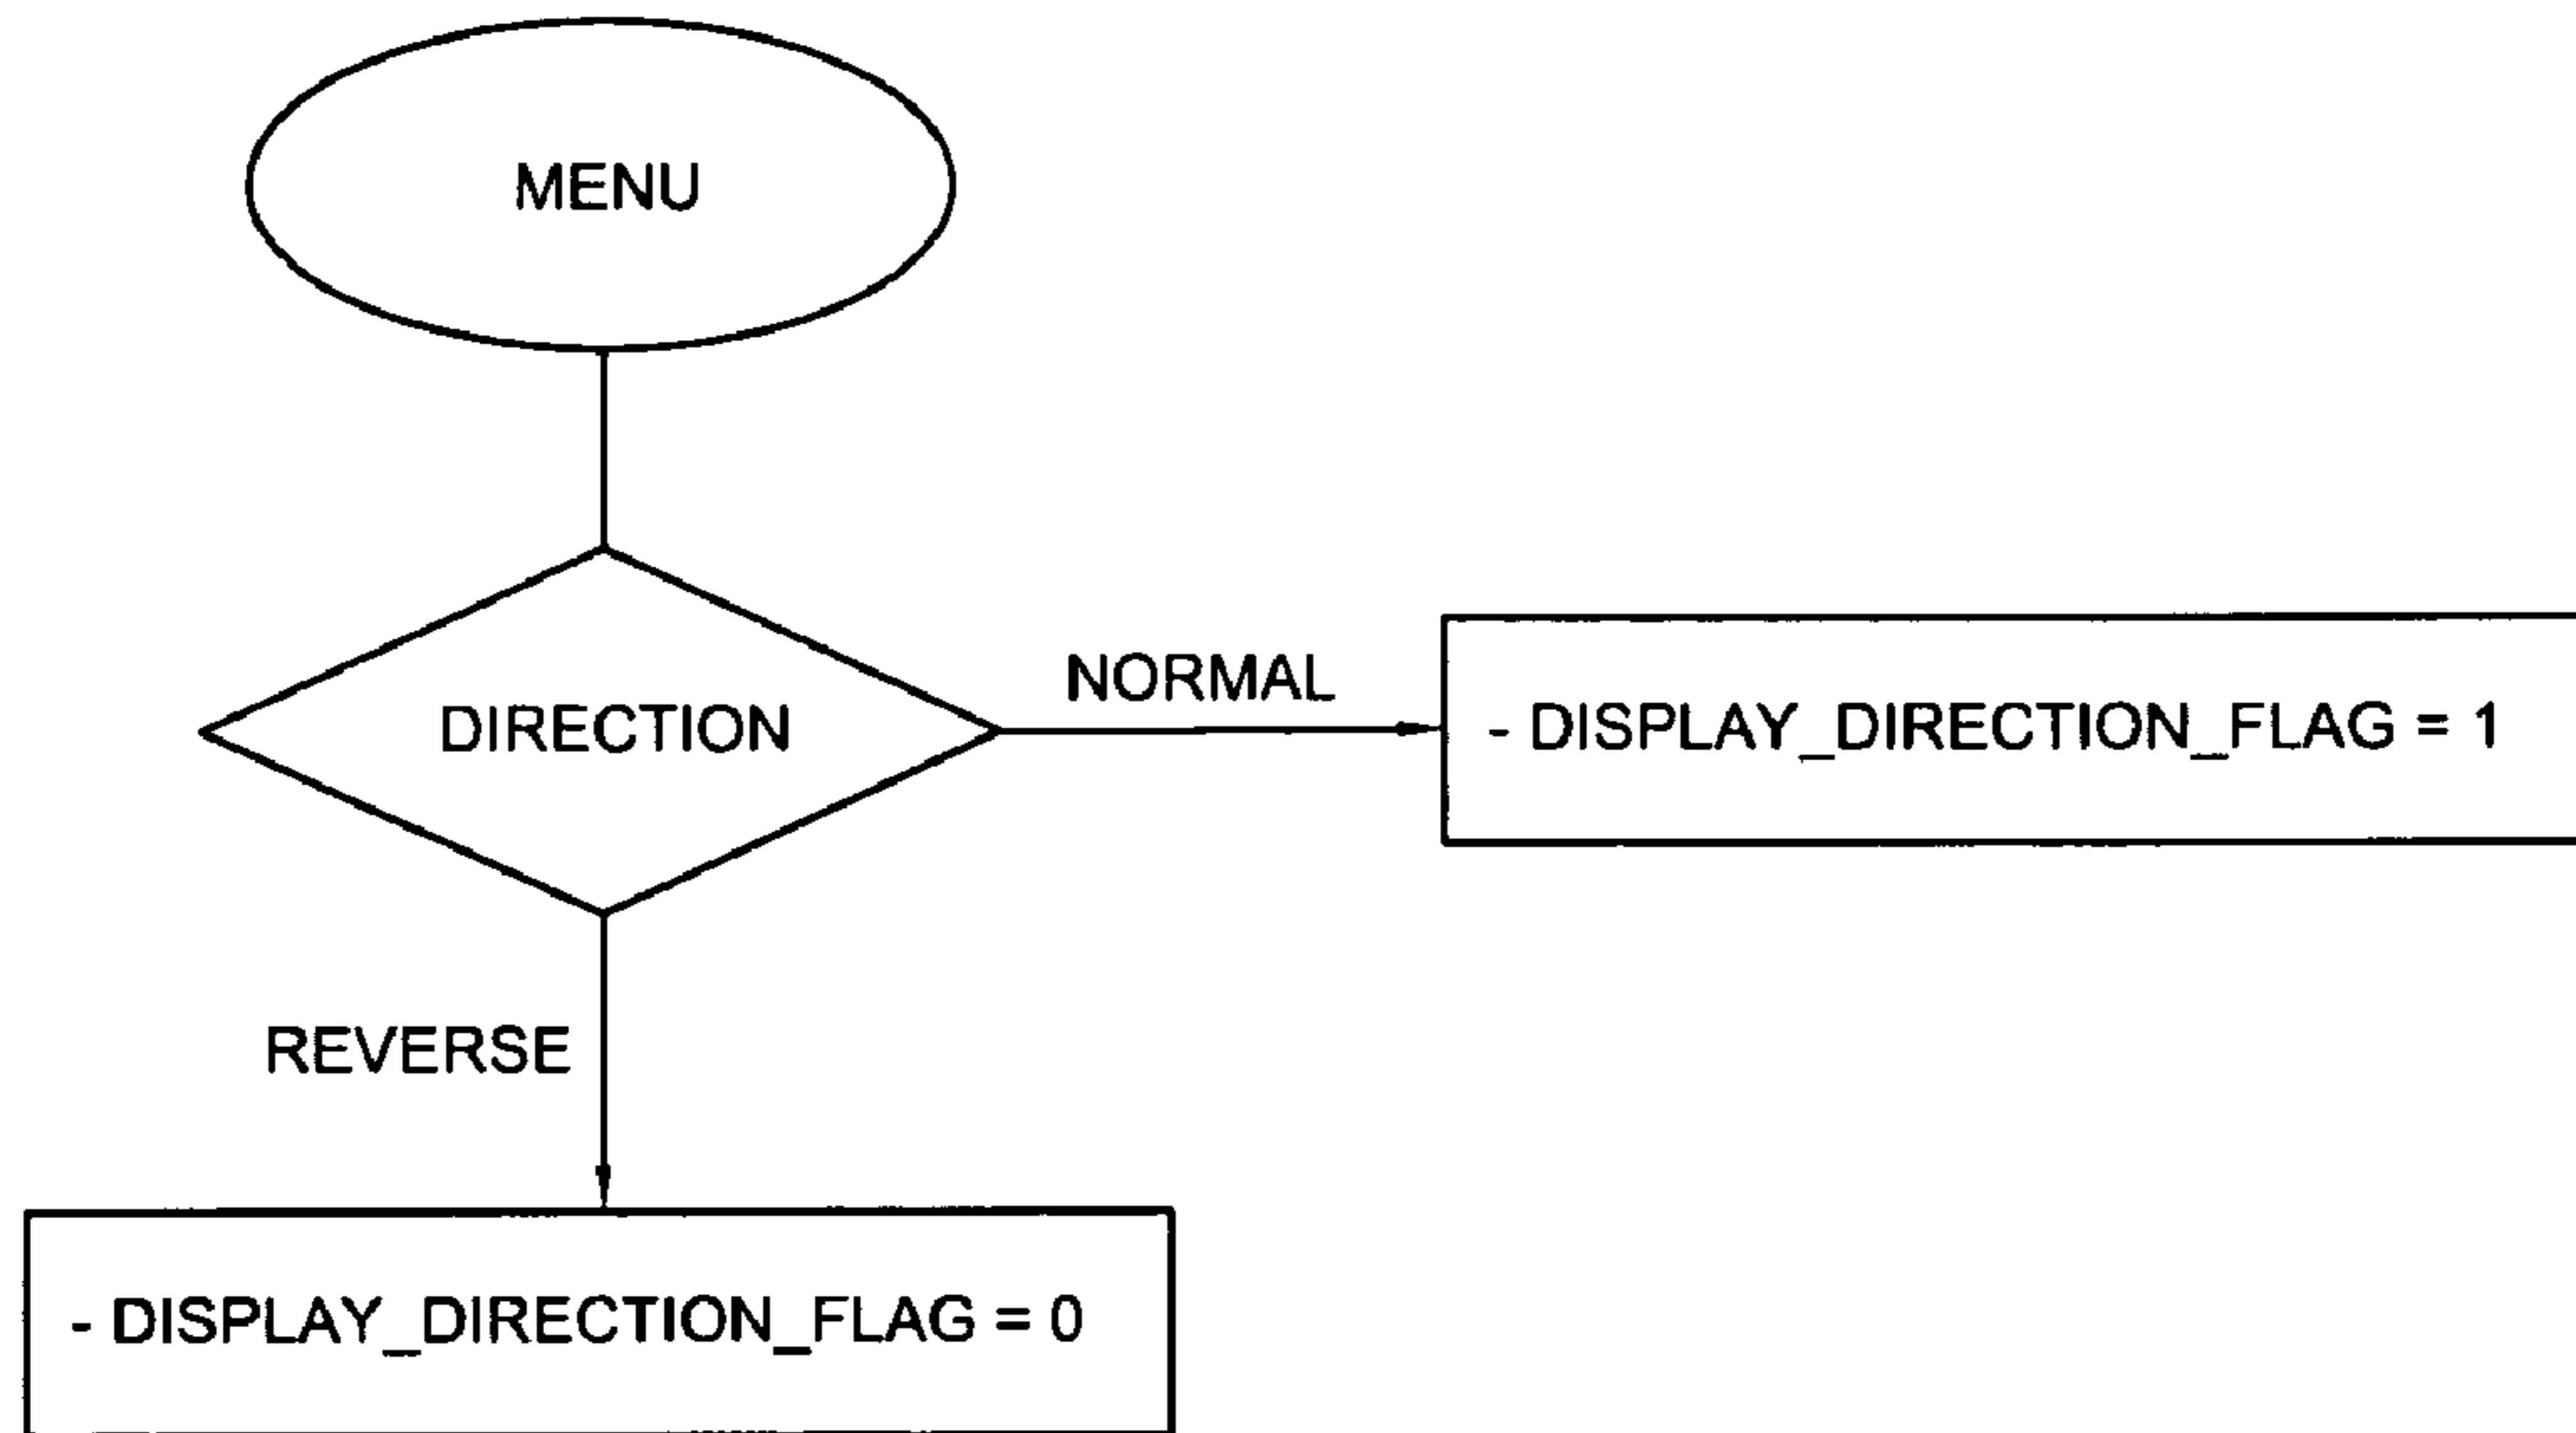 MENU
DIRECTION
NORMAL
- DISPLAY_DIRECTION_FLAG = 1
REVERSE
- DISPLAY_DIRECTION_FLAG = 0